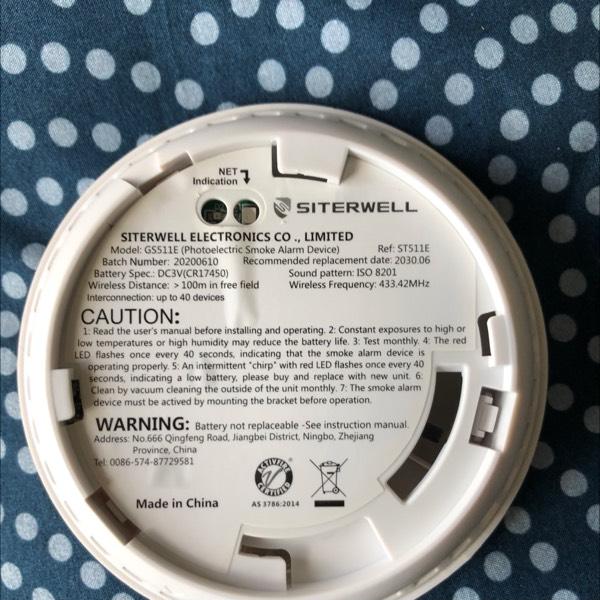 NET
Indication
SITERWELL
SITERWELL ELECTRONICS CO ., LIMITED
Model: GS511E (Photoelectric Smoke Alarm Device) Ref: ST511E
Batch Number: 20200610 Recommended replacement date: 2030.06
Battery Spec.: DC3V(CR17450) Sound pattern: ISO 8201
Wireless Distance: > 100m in free field Wireless Frequency: 433.42MHz
Interconnection: up to 40 devices
CAUTION:
1: Read the user's manual before installing and operating. 2: Constant exposures to high or
low temperatures or high humidity may reduce the battery life. 3: Test monthly. 4: The red
LED flashes once every 40 seconds, indicating that the smoke alarm device is
operating properly. 5: An intermittent "chirp" with red LED flashes once every 40
seconds, indicating a low battery, please buy and replace with new unit. 6:
Clean by vacuum cleaning the outside of the unit monthly. 7: The smoke alarm
device must be actived by mounting the bracket before operation.
WARNING: Battery not replaceable -See instruction manual.
Address: No.666 Qingfeng Road, Jiangbei District, Ningbo, Zhejiang
Province, China
Tel: 0086-574-87729581
ACTIVFIRE
CERTIFIED
Made in China
AS 3786:2014